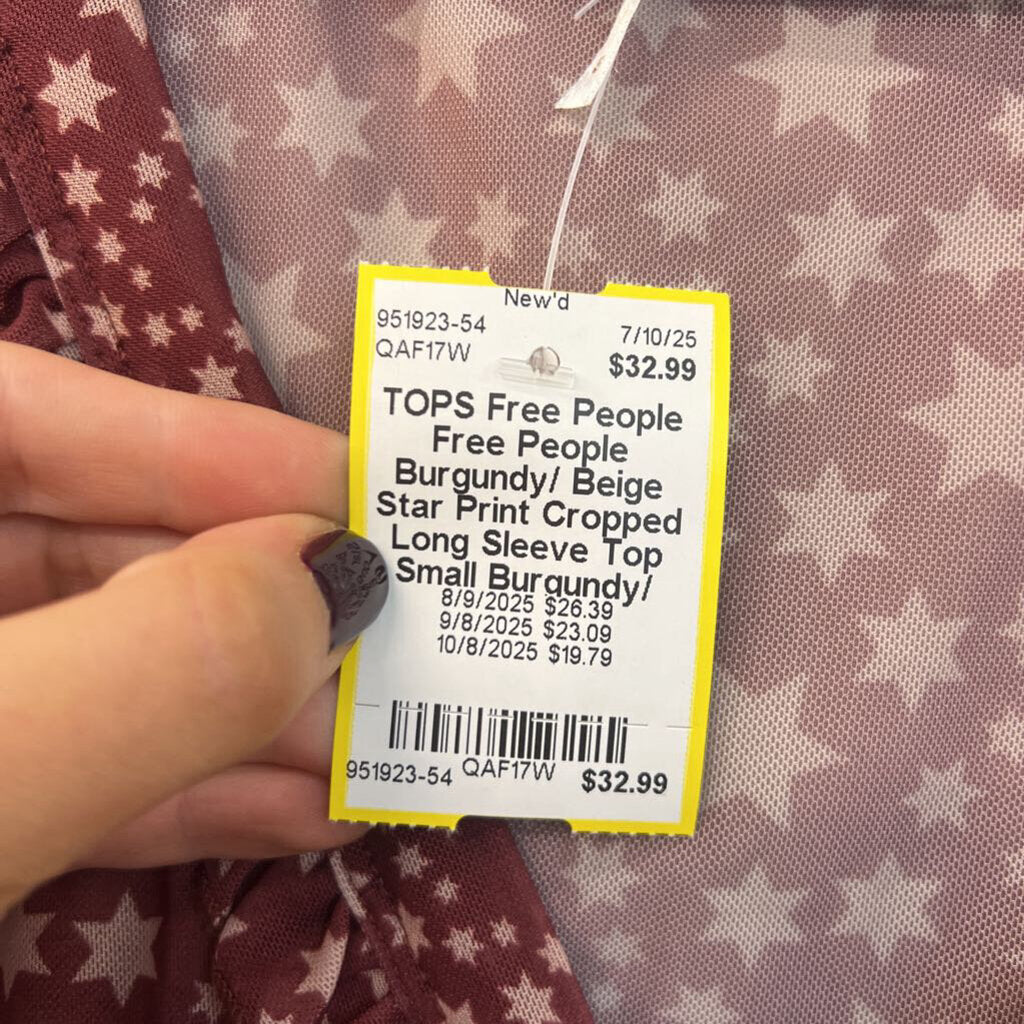 New'd
951923-54 7/10/25
QAF17W $32.99
TOPS Free People
Free People
Burgundy/ Beige
Star Print Cropped
Long Sleeve Top
Small Burgundy/
8/9/2025 $26.39
9/8/2025 $23.09
10/8/2025 $19.79
951923-54 QAF17W $32.99